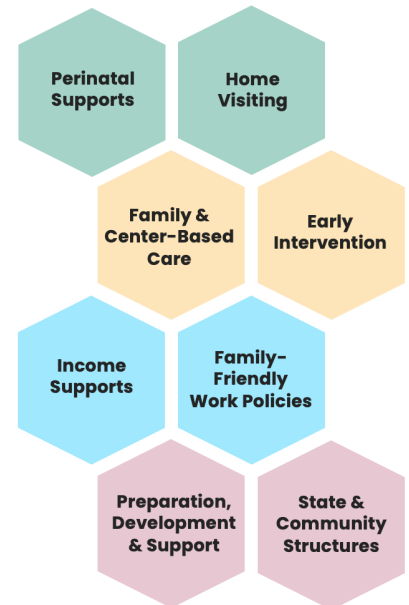 Perinatal
Supports
Home
Visiting
Family &
Center-Based
Care
Early
Intervention
Income
Supports
Family-
Friendly
Work Policies
Preparation,
Development
& Support
State &
Community
Structures